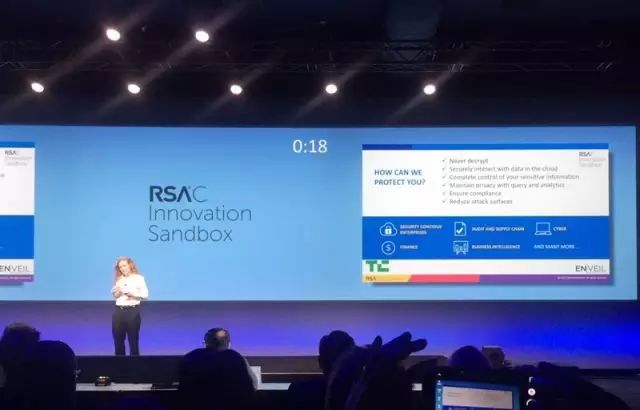 0:18
RSAC
Innovation
Sandbox
RSAC
Innovation
Sandbox
ENVEIL
RSAC
Innovation
Sandbox
HOW CAN WE
PROTECT YOU?
✓ Never decrypt
✓ Securely interact with data in the cloud
✓ Complete control of your sensitive information
✓ Maintain privacy with query and analytics
✓ Ensure compliance
✓ Reduce attack surfaces
SECURITY CONCIOUS
ENTERPRISES
AUDIT AND SUPPLY CHAIN
CYBER
$
FINANCE
BUSINESS INTELLIGENCE
AND MANY MORE...
TC
ENVEIL